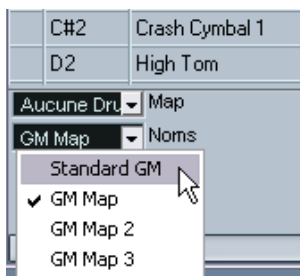 C#2 Crash Cymbal 1
D2 High Tom
Aucune Dru Map
GM Map Noms
Standard GM
GM Map
GM Map 2
GM Map 3